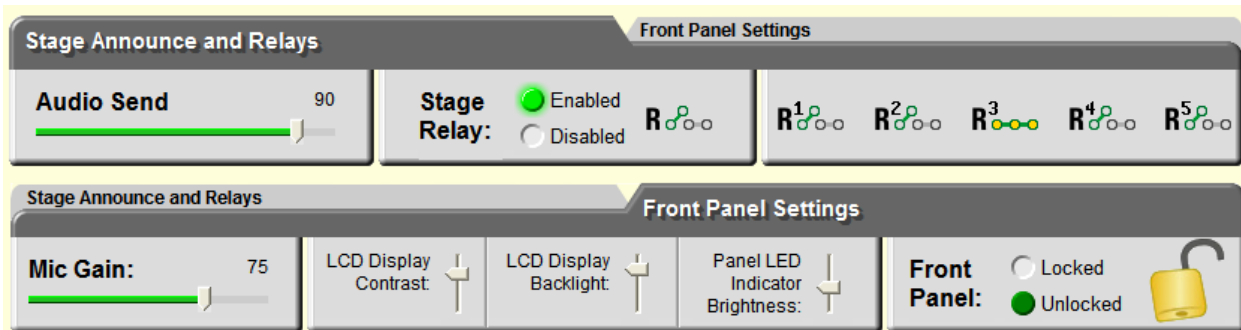 Stage Announce and Relays
Front Panel Settings
Audio Send 90
Stage Relay:
Enabled
Disabled
R
R1 R2 R3 R4 R5
Stage Announce and Relays
Front Panel Settings
Mic Gain: 75
LCD Display
Contrast:
LCD Display
Backlight:
Panel LED
Indicator
Brightness:
Front
Panel:
Locked
Unlocked